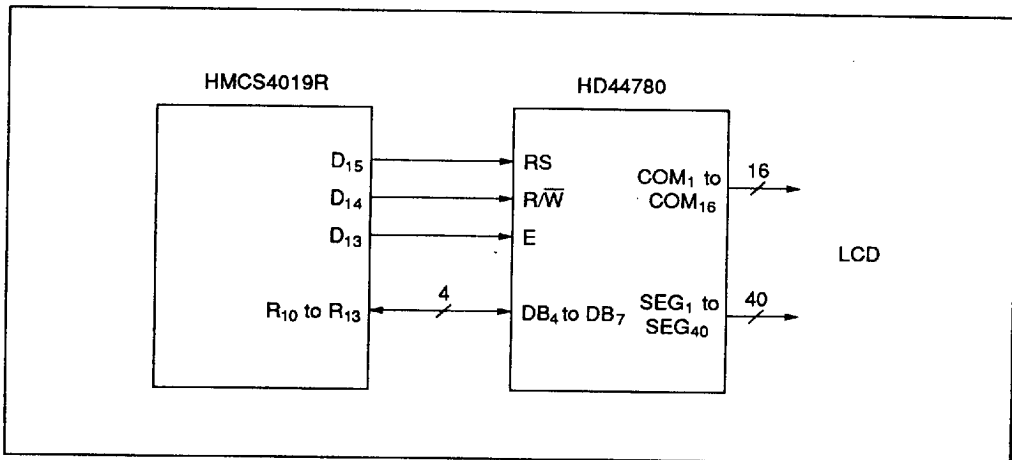 HMCS4019R
HD44780
D₁₅
RS
D₁₄
R/W̅
D₁₃
E
R₁₀ to R₁₃
4
DB₄ to DB₇
COM₁ to
COM₁₆
16
SEG₁ to
SEG₄₀
40
LCD